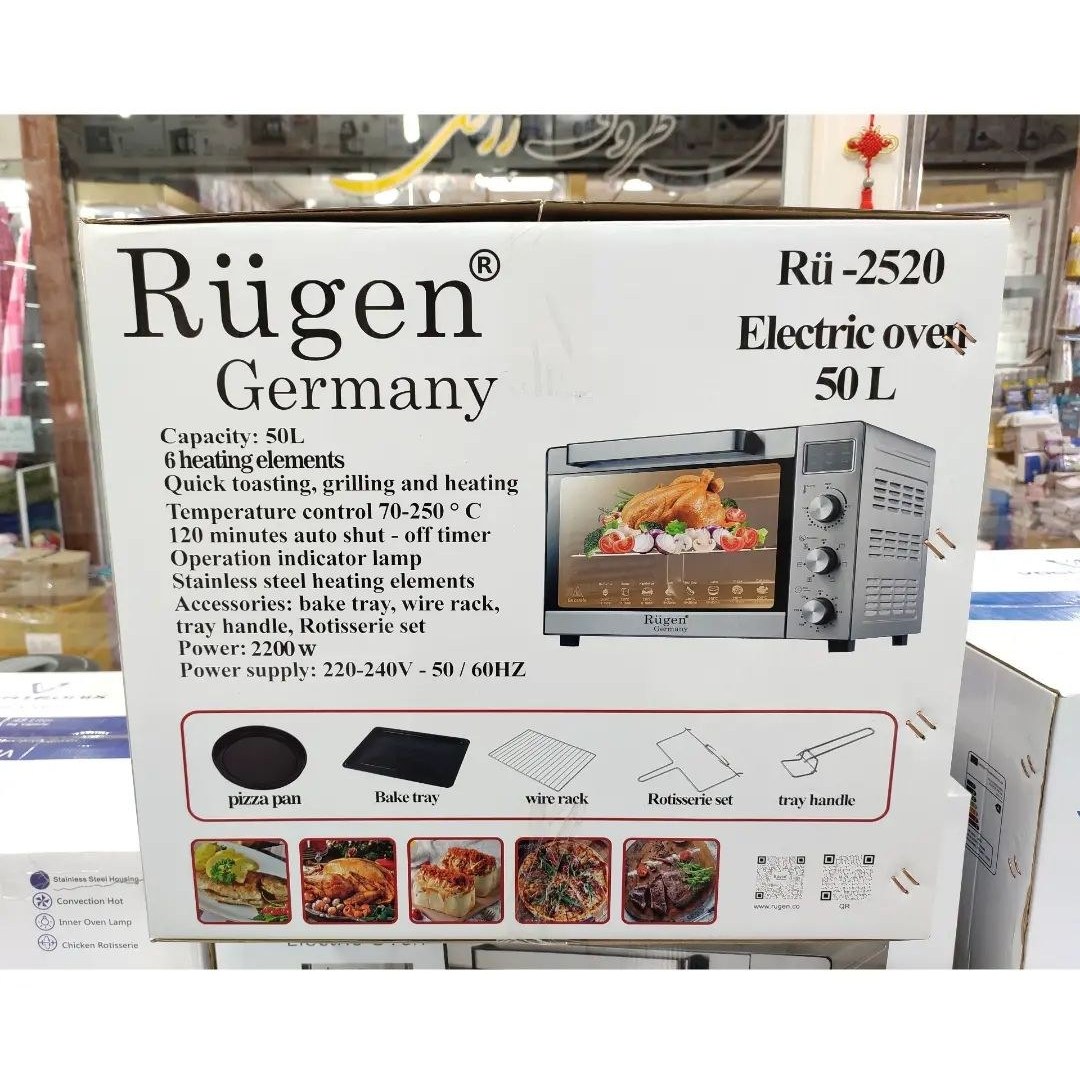 ظروف
Rügen®
Germany
Rü -2520
Electric oven
50 L
Capacity: 50L
6 heating elements
Quick toasting, grilling and heating
Temperature control 70-250 ° C
120 minutes auto shut - off timer
Operation indicator lamp
Stainless steel heating elements
Accessories: bake tray, wire rack,
tray handle, Rotisserie set
Power: 2200 w
Power supply: 220-240V - 50 / 60HZ
Rügen®
Germany
pizza pan
Bake tray
wire rack
Rotisserie set
tray handle
www.rugen.co
QR
Stainless Steel Housing
Convection Hot
Inner Oven Lamp
Chicken Rotisserie
Electric Oven